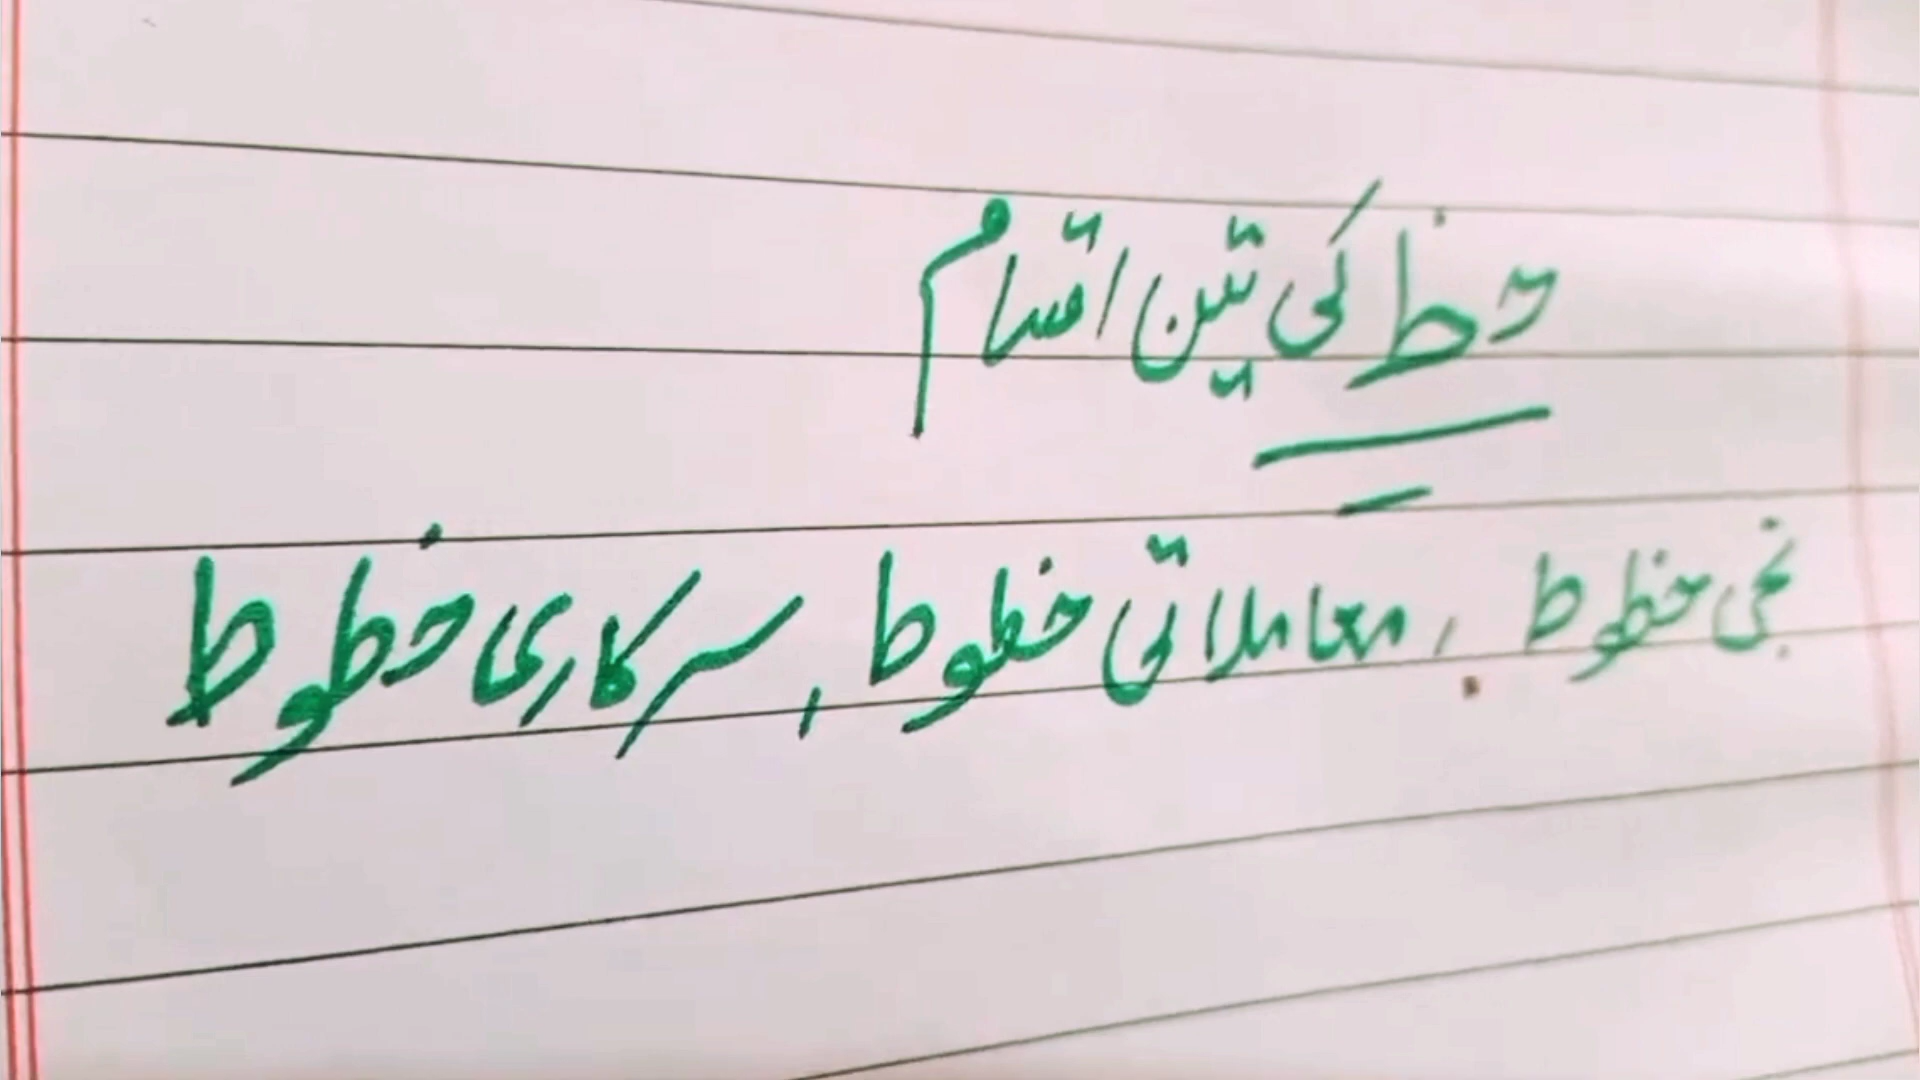 خط کی تین اقسام
نجی خطوط ، معاملاتی خطوط ، سرکاری خطوط